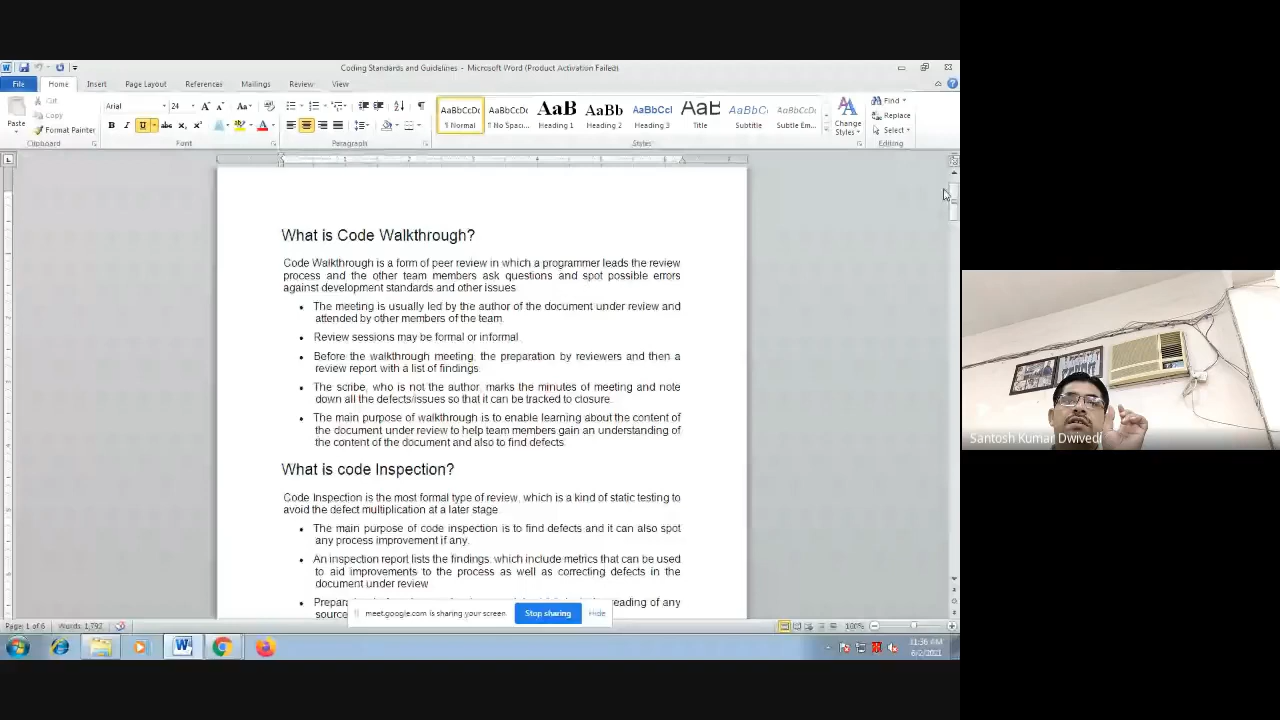 Coding Standards and Guidelines - Microsoft Word (Product Activation Failed)
File Home Insert Page Layout References Mailings Review View
Cut
Copy
Format Painter
Paste
Clipboard
Arial 24
Font
Paragraph
AaBbCcDc AaBbCcDc AaB AaBb AaBbCcI AaB AaBbCcI AaBbCcDc
¶ Normal ¶ No Spaci... Heading 1 Heading 2 Heading 3 Title Subtitle Subtle Em...
Styles
Change
Styles
Find
Replace
Select
Editing
What is Code Walkthrough?
Code Walkthrough is a form of peer review in which a programmer leads the review
process and the other team members ask questions and spot possible errors
against development standards and other issues
• The meeting is usually led by the author of the document under review and
attended by other members of the team
• Review sessions may be formal or informal
• Before the walkthrough meeting, the preparation by reviewers and then a
review report with a list of findings
• The scribe, who is not the author, marks the minutes of meeting and note
down all the defects/issues so that it can be tracked to closure.
• The main purpose of walkthrough is to enable learning about the content of
the document under review to help team members gain an understanding of
the content of the document and also to find defects
What is code Inspection?
Code Inspection is the most formal type of review, which is a kind of static testing to
avoid the defect multiplication at a later stage
• The main purpose of code inspection is to find defects and it can also spot
any process improvement if any.
• An inspection report lists the findings, which include metrics that can be used
to aid improvements to the process as well as correcting defects in the
document under review
eading of any
meet.google.com is sharing your screen. Stop sharing Hide
Page: 1 of 6 Words: 1,792 100%
11:36 AM
6/2/2021
Santosh Kumar Dwivedi